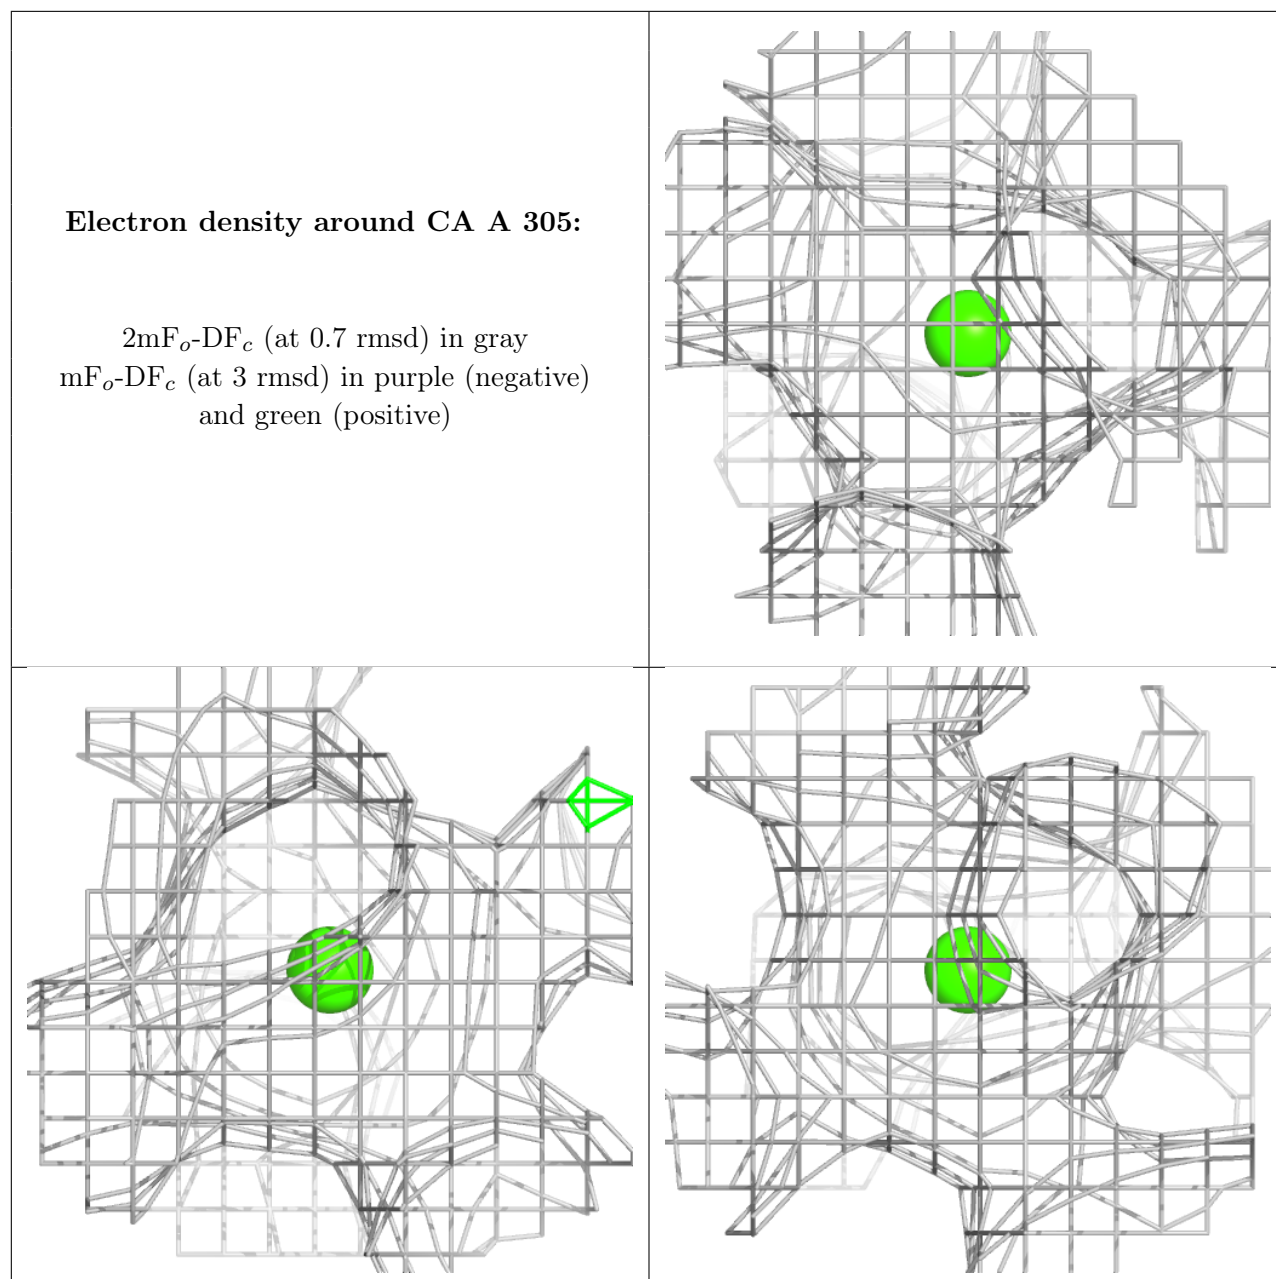 Electron density around CA A 305:
2mFo-DFc (at 0.7 rmsd) in gray
mFo-DFc (at 3 rmsd) in purple (negative)
and green (positive)